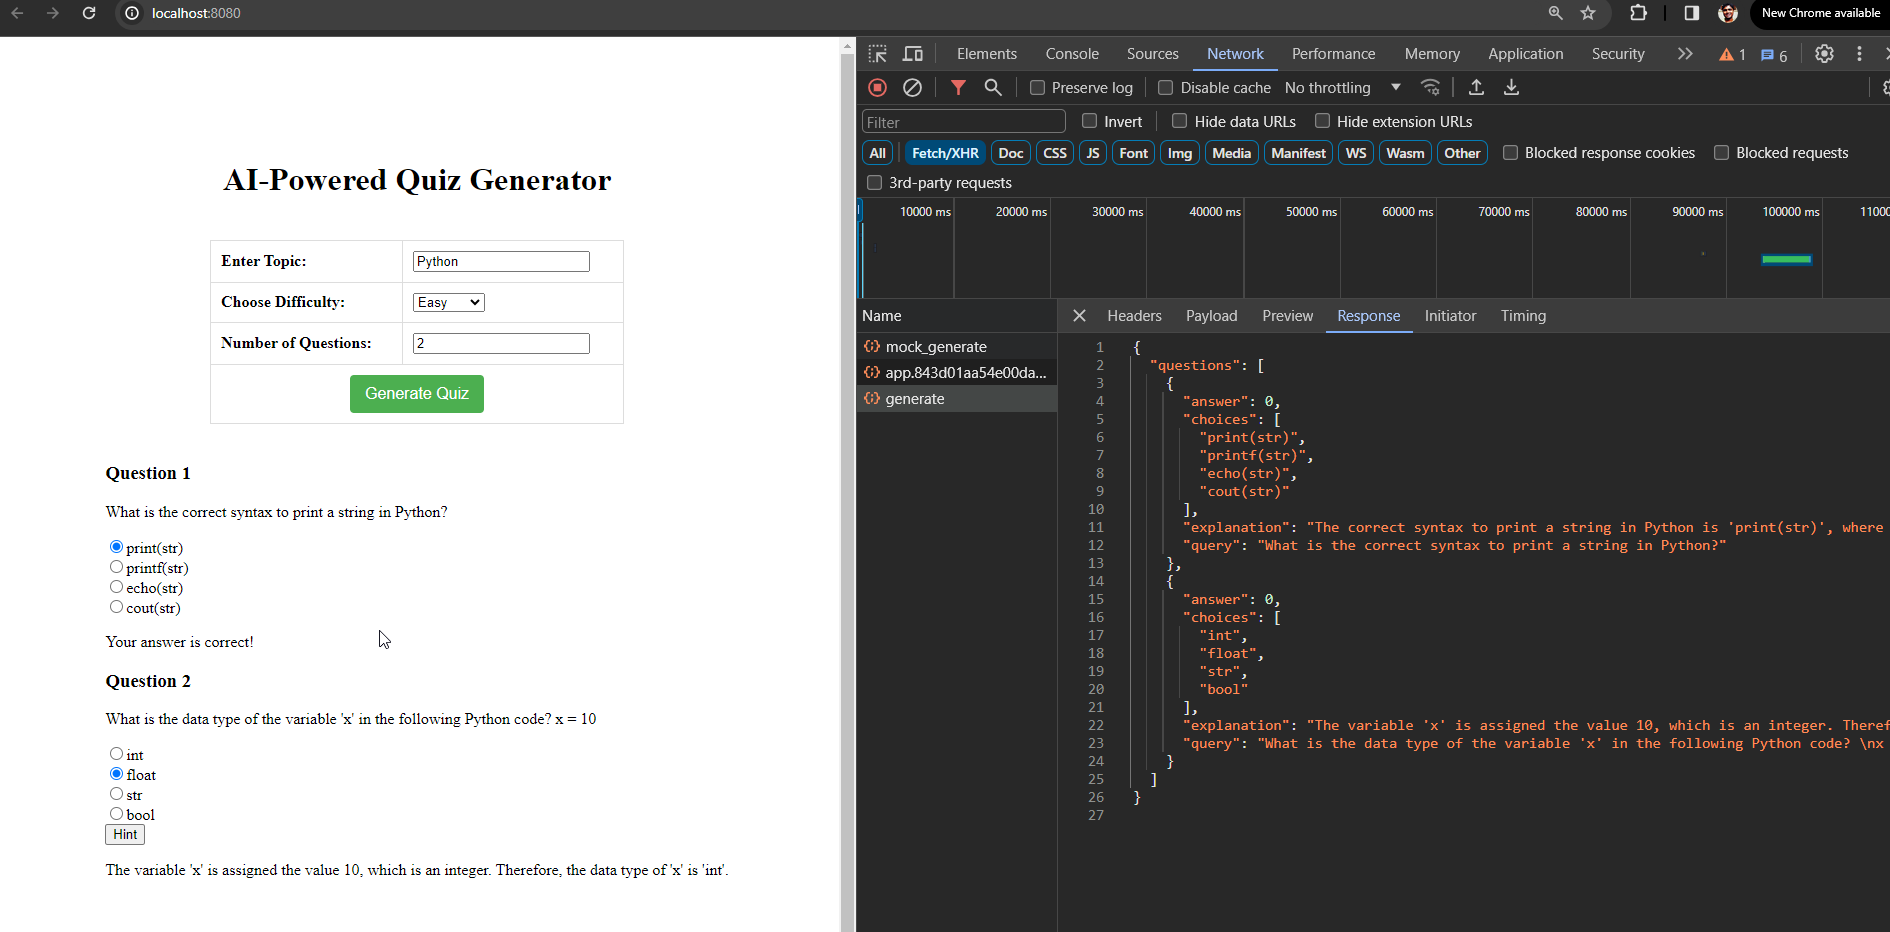 localhost:8080
New Chrome available
AI-Powered Quiz Generator
Enter Topic:
Python
Choose Difficulty:
Easy
Number of Questions:
2
Generate Quiz
Question 1
What is the correct syntax to print a string in Python?
print(str)
printf(str)
echo(str)
cout(str)
Your answer is correct!
Question 2
What is the data type of the variable 'x' in the following Python code? x = 10
int
float
str
bool
Hint
The variable 'x' is assigned the value 10, which is an integer. Therefore, the data type of 'x' is 'int'.
Elements Console Sources Network Performance Memory Application Security 1 6
Preserve log Disable cache No throttling
Filter Invert Hide data URLs Hide extension URLs
All Fetch/XHR Doc CSS JS Font Img Media Manifest WS Wasm Other Blocked response cookies Blocked requests
3rd-party requests
10000 ms 20000 ms 30000 ms 40000 ms 50000 ms 60000 ms 70000 ms 80000 ms 90000 ms 100000 ms 11000
Name
mock_generate
app.843d01aa54e00da...
generate
Headers Payload Preview Response Initiator Timing
1 {
2 "questions": [
3 {
4 "answer": 0,
5 "choices": [
6 "print(str)",
7 "printf(str)",
8 "echo(str)",
9 "cout(str)"
10 ],
11 "explanation": "The correct syntax to print a string in Python is 'print(str)', where
12 "query": "What is the correct syntax to print a string in Python?"
13 },
14 {
15 "answer": 0,
16 "choices": [
17 "int",
18 "float",
19 "str",
20 "bool"
21 ],
22 "explanation": "The variable 'x' is assigned the value 10, which is an integer. Theref
23 "query": "What is the data type of the variable 'x' in the following Python code? \nx
24 }
25 ]
26 }
27